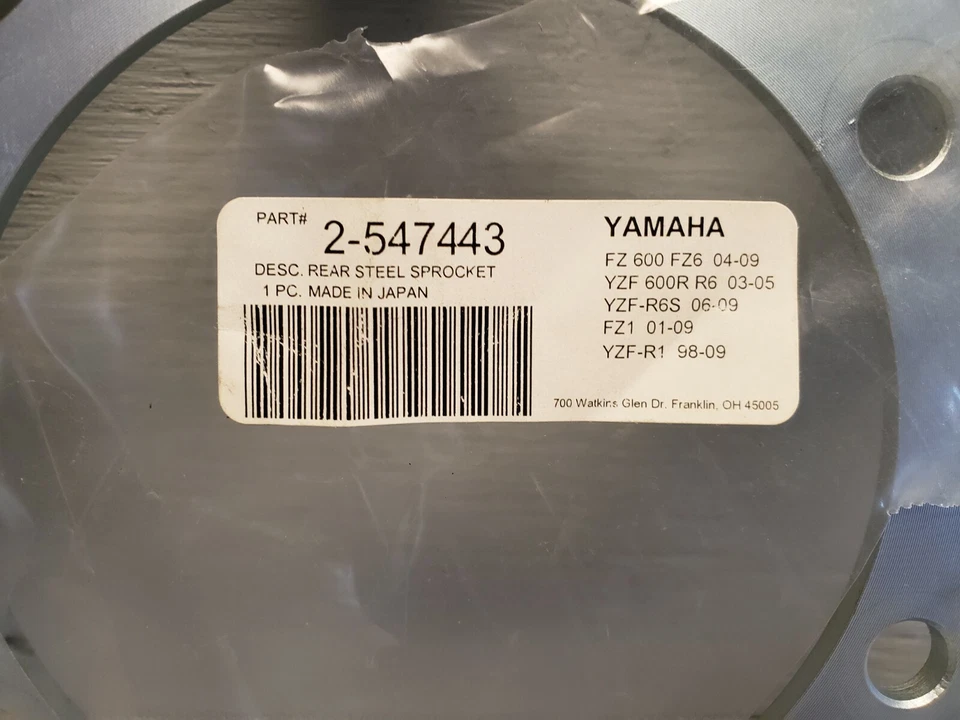 PART# 2-547443
DESC. REAR STEEL SPROCKET
1 PC. MADE IN JAPAN
YAMAHA
FZ 600 FZ6 04-09
YZF 600R R6 03-05
YZF-R6S 06-09
FZ1 01-09
YZF-R1 98-09
700 Watkins Glen Dr. Franklin, OH 45005